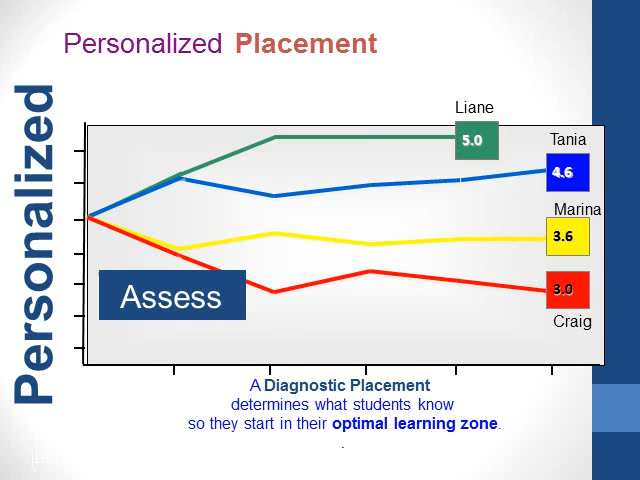 Personalized Placement
Personalized
Liane
5.0
Tania
4.6
Marina
3.6
3.0
Craig
Assess
A Diagnostic Placement
determines what students know
so they start in their optimal learning zone.
.